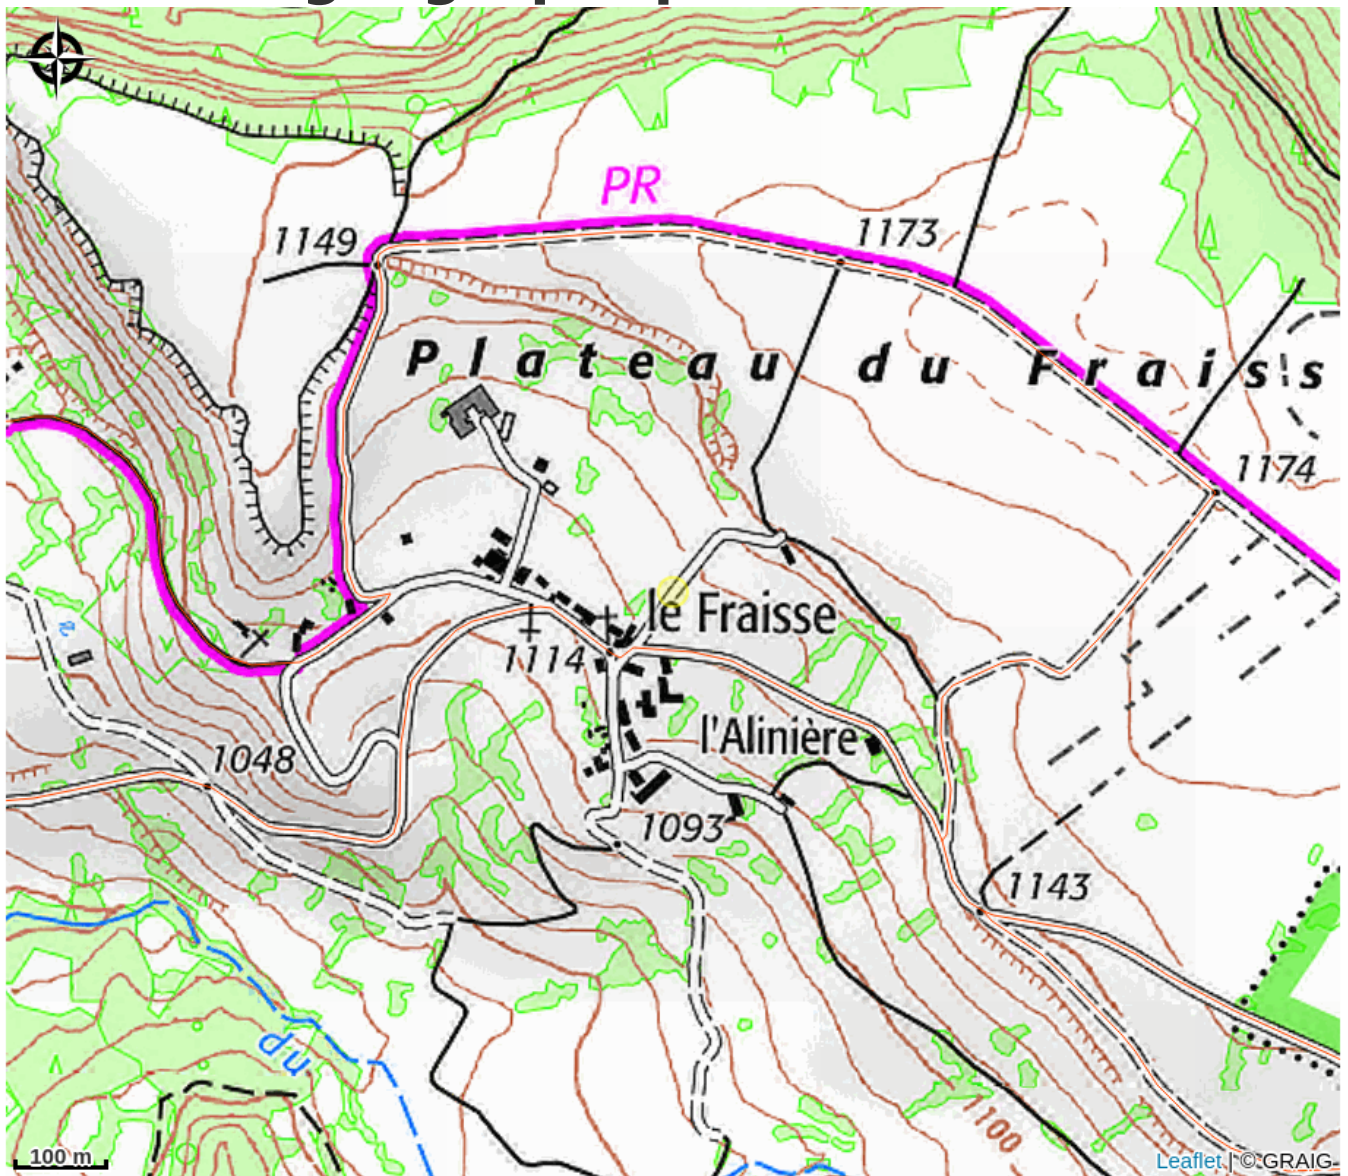 PR
1173
1149
Plateau du Fraiss
1174
le Fraisse
1114
l'Alinière
1048
1093
1143
du
1100
100 m
Leaflet | © GRAIG